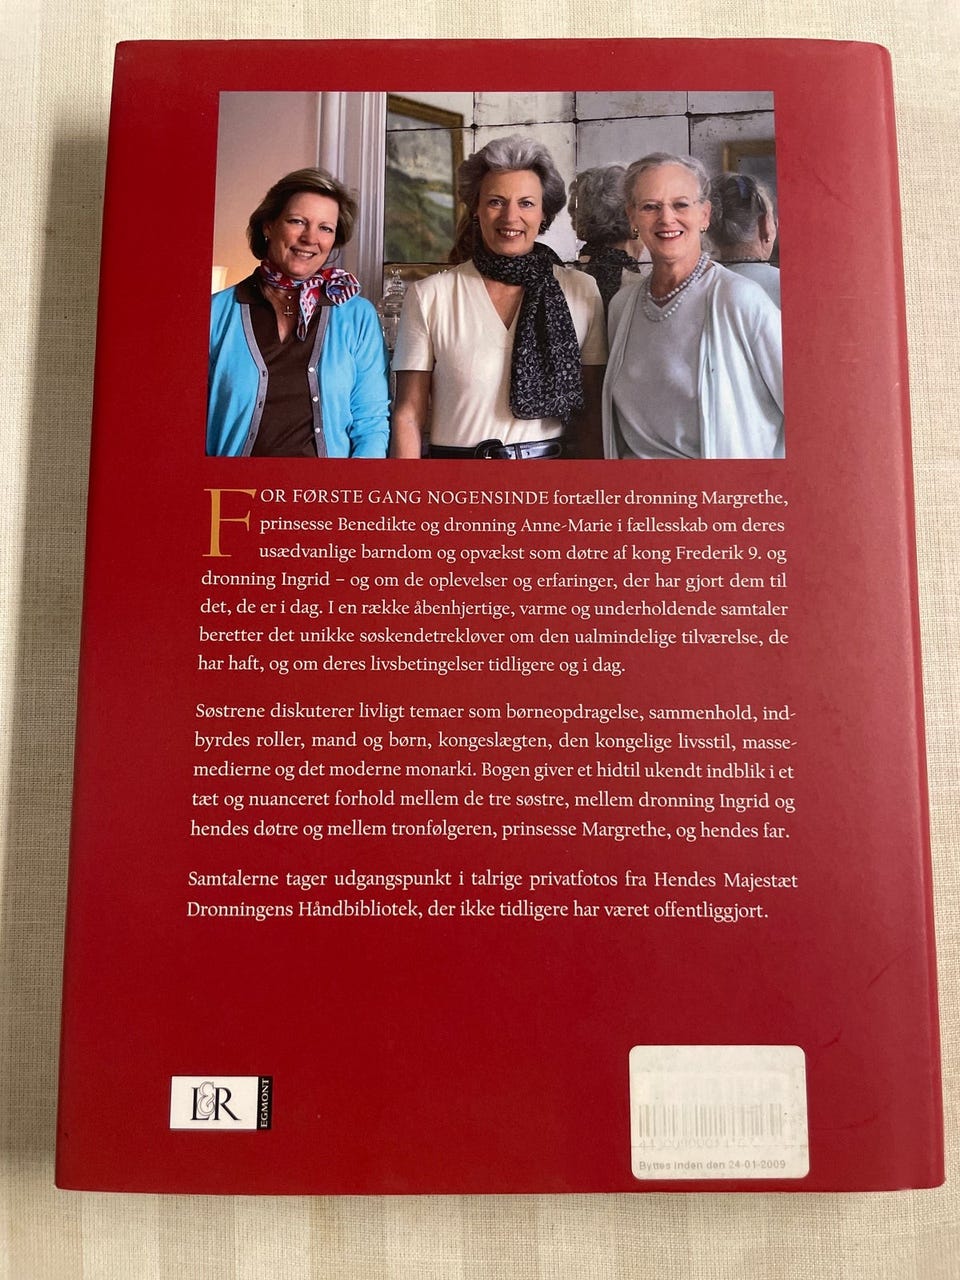 FOR FØRSTE GANG NOGENSINDE fortæller dronning Margrethe,
prinsesse Benedikte og dronning Anne-Marie i fællesskab om deres
usædvanlige barndom og opvækst som døtre af kong Frederik 9. og
dronning Ingrid – og om de oplevelser og erfaringer, der har gjort dem til
det, de er i dag. I en række åbenhjertige, varme og underholdende samtaler
beretter det unikke søskendetrekløver om den ualmindelige tilværelse, de
har haft, og om deres livsbetingelser tidligere og i dag.
Søstrene diskuterer livligt temaer som børneopdragelse, sammenhold, ind-
byrdes roller, mand og børn, kongeslægten, den kongelige livsstil, masse-
medierne og det moderne monarki. Bogen giver et hidtil ukendt indblik i et
tæt og nuanceret forhold mellem de tre søstre, mellem dronning Ingrid og
hendes døtre og mellem tronfølgeren, prinsesse Margrethe, og hendes far.
Samtalerne tager udgangspunkt i talrige privatfotos fra Hendes Majestæt
Dronningens Håndbibliotek, der ikke tidligere har været offentliggjort.
L&R
EGMONT
Byttes inden den 24-01-2009